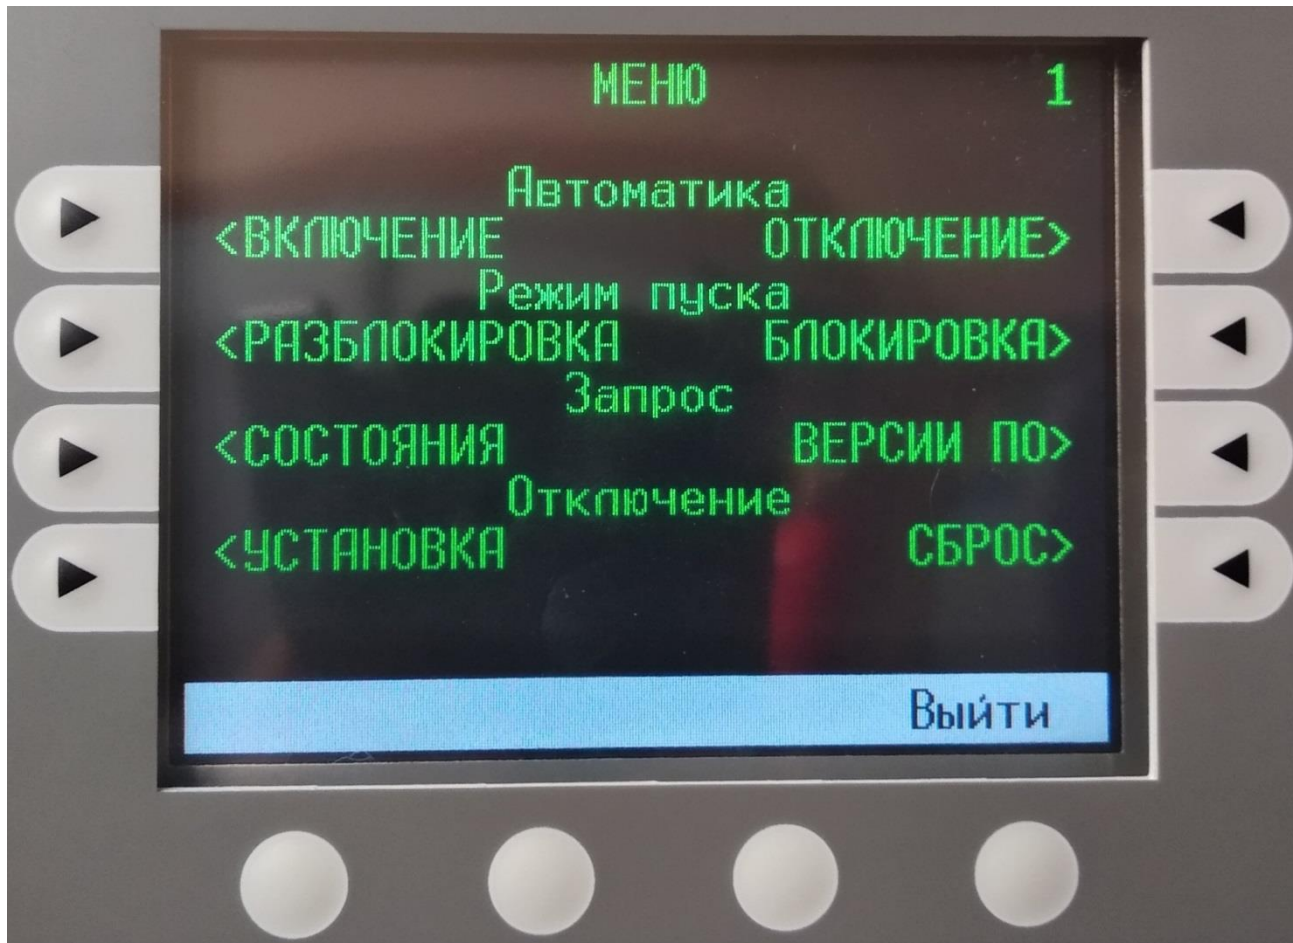 МЕНЮ 1
Автоматика
<ВКЛЮЧЕНИЕ ОТКЛЮЧЕНИЕ>
Режим пуска
<РАЗБЛОКИРОВКА БЛОКИРОВКА>
Запрос
<СОСТОЯНИЯ ВЕРСИИ ПО>
Отключение
<УСТАНОВКА СБРОС>
Выйти